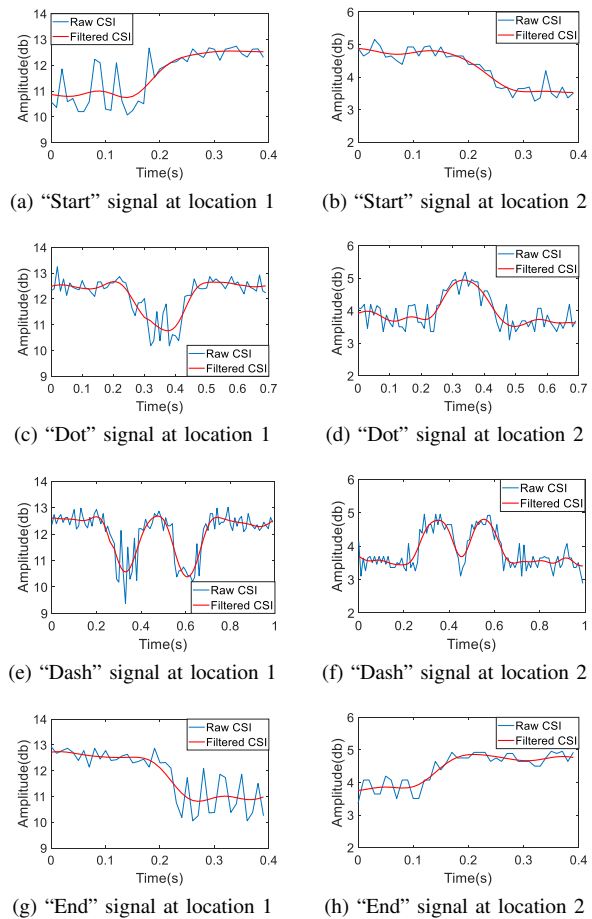 14
13
12
11
10
9
Amplitude(db)
Raw CSI
Filtered CSI
0 0.1 0.2 0.3 0.4
Time(s)
(a) “Start” signal at location 1
6
5
4
3
2
Amplitude(db)
Raw CSI
Filtered CSI
0 0.1 0.2 0.3 0.4
Time(s)
(b) “Start” signal at location 2
14
13
12
11
10
9
Amplitude(db)
Raw CSI
Filtered CSI
0 0.1 0.2 0.3 0.4 0.5 0.6 0.7
Time(s)
(c) “Dot” signal at location 1
6
5
4
3
2
Amplitude(db)
Raw CSI
Filtered CSI
0 0.1 0.2 0.3 0.4 0.5 0.6 0.7
Time(s)
(d) “Dot” signal at location 2
14
13
12
11
10
9
Amplitude(db)
Raw CSI
Filtered CSI
0 0.2 0.4 0.6 0.8 1
Time(s)
(e) “Dash” signal at location 1
6
5
4
3
2
Amplitude(db)
Raw CSI
Filtered CSI
0 0.2 0.4 0.6 0.8 1
Time(s)
(f) “Dash” signal at location 2
14
13
12
11
10
9
Amplitude(db)
Raw CSI
Filtered CSI
0 0.1 0.2 0.3 0.4
Time(s)
(g) “End” signal at location 1
6
5
4
3
2
Amplitude(db)
Raw CSI
Filtered CSI
0 0.1 0.2 0.3 0.4
Time(s)
(h) “End” signal at location 2